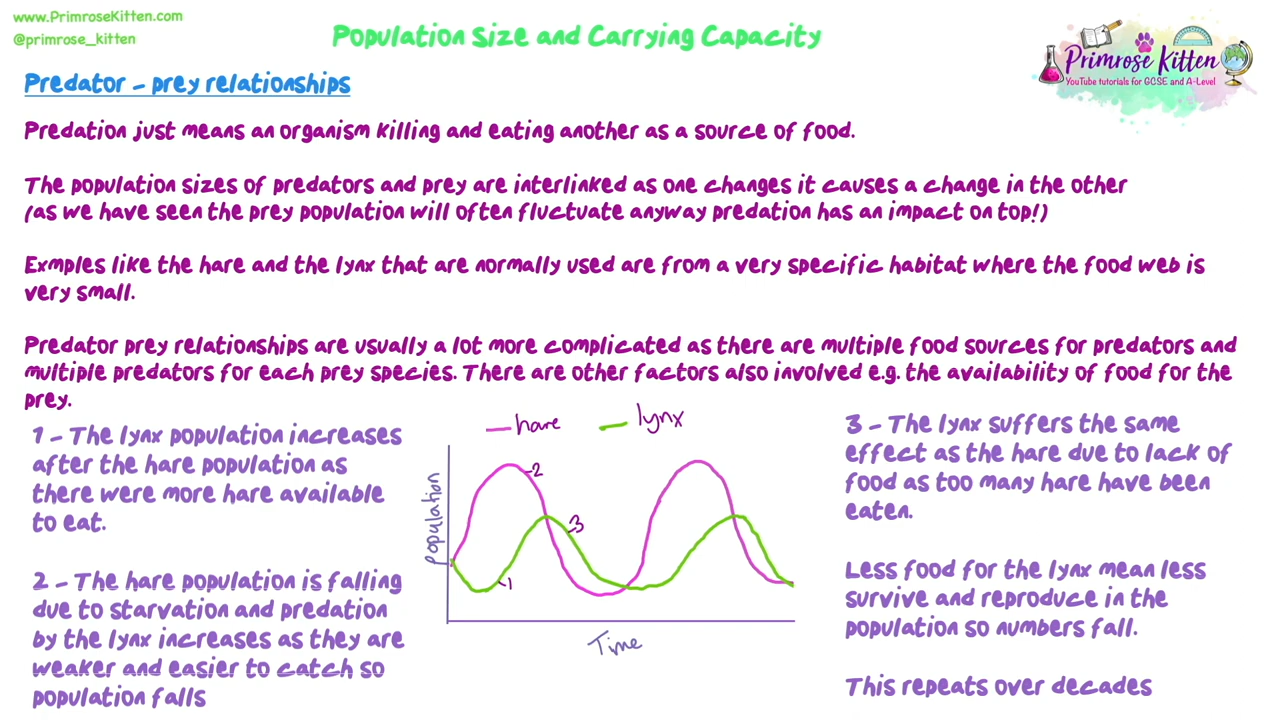 www.PrimroseKitten.com
@primrose_kitten
Population Size and Carrying Capacity
Primrose Kitten
YouTube tutorials for GCSE and A-Level
Predator - prey relationships
Predation just means an organism killing and eating another as a source of food.
The population sizes of predators and prey are interlinked as one changes it causes a change in the other
(as we have seen the prey population will often fluctuate anyway predation has an impact on top!)
Exmples like the hare and the lynx that are normally used are from a very specific habitat where the food web is
very small.
Predator prey relationships are usually a lot more complicated as there are multiple food sources for predators and
multiple predators for each prey species. There are other factors also involved e.g. the availability of food for the
prey.
1 - The lynx population increases
after the hare population as
there were more hare available
to eat.
2 - The hare population is falling
due to starvation and predation
by the lynx increases as they are
weaker and easier to catch so
population falls
hare
lynx
population
2
3
1
Time
3 - The lynx suffers the same
effect as the hare due to lack of
food as too many hare have been
eaten.
Less food for the lynx mean less
survive and reproduce in the
population so numbers fall.
This repeats over decades